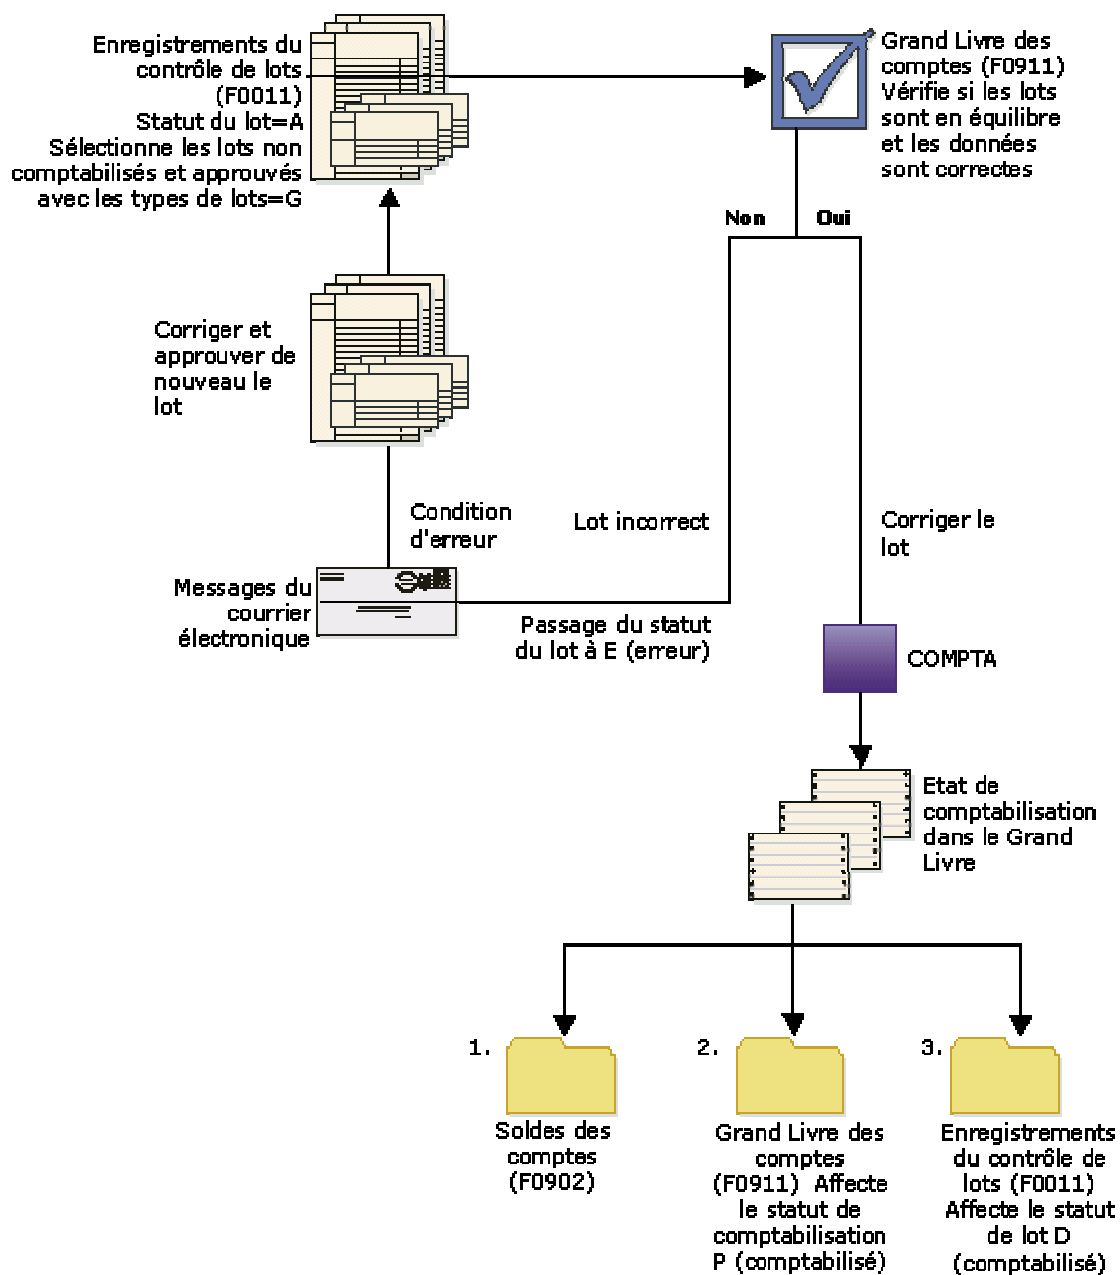 Enregistrements du
contrôle de lots
(F0011)
Statut du lot=A
Sélectionne les lots non
comptabilisés et approuvés
avec les types de lots=G
Grand Livre des
comptes (F0911)
Vérifie si les lots
sont en équilibre
et les données
sont correctes
Non
Oui
Corriger et
approuver de
nouveau le
lot
Condition
d'erreur
Lot incorrect
Corriger le
lot
Messages du
courrier
électronique
Passage du statut
du lot à E (erreur)
COMPTA
Etat de
comptabilisation
dans le Grand
Livre
1.
Soldes des
comptes
(F0902)
2.
Grand Livre des
comptes
(F0911) Affecte
le statut de
comptabilisation
P (comptabilisé)
3.
Enregistrements
du contrôle de
lots (F0011)
Affecte le statut
de lot D
(comptabilisé)